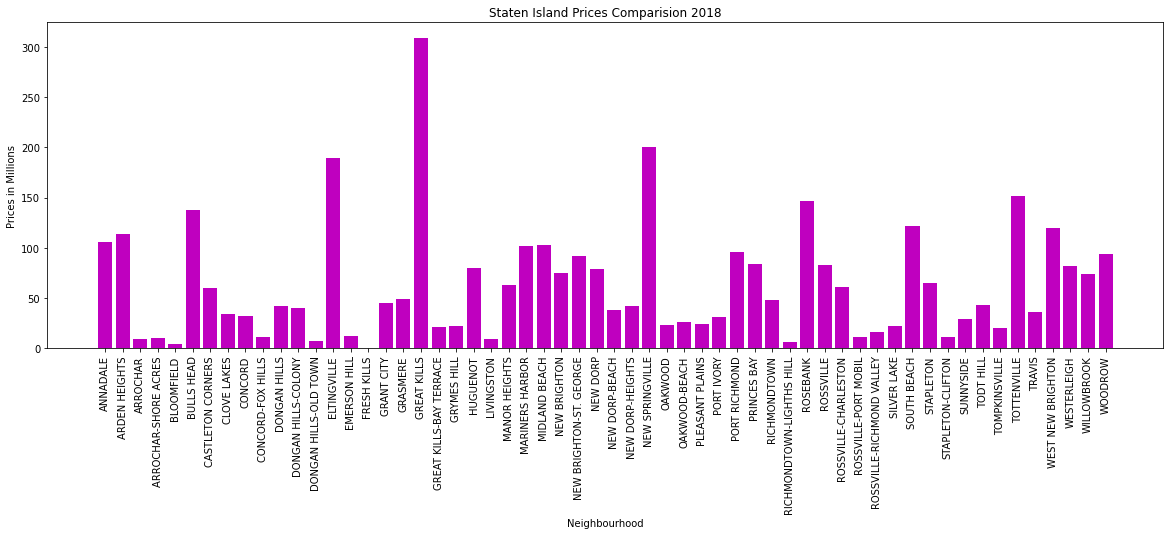 Staten Island Prices Comparision 2018
Prices in Millions
300
250
200
150
100
50
0
ANNADALE
ARDEN HEIGHTS
ARROCHAR
ARROCHAR-SHORE ACRES
BLOOMFIELD
BULLS HEAD
CASTLETON CORNERS
CLOVE LAKES
CONCORD
CONCORD-FOX HILLS
DONGAN HILLS
DONGAN HILLS-COLONY
DONGAN HILLS-OLD TOWN
ELTINGVILLE
EMERSON HILL
FRESH KILLS
GRANT CITY
GRASMERE
GREAT KILLS
GREAT KILLS-BAY TERRACE
GRYMES HILL
HUGUENOT
LIVINGSTON
MANOR HEIGHTS
MARINERS HARBOR
MIDLAND BEACH
NEW BRIGHTON
NEW BRIGHTON-ST. GEORGE
NEW DORP
NEW DORP-BEACH
NEW DORP-HEIGHTS
NEW SPRINGVILLE
OAKWOOD
OAKWOOD-BEACH
PLEASANT PLAINS
PORT IVORY
PORT RICHMOND
PRINCES BAY
RICHMONDTOWN
RICHMONDTOWN-LIGHTHS HILL
ROSEBANK
ROSSVILLE
ROSSVILLE-CHARLESTON
ROSSVILLE-PORT MOBIL
ROSSVILLE-RICHMOND VALLEY
SILVER LAKE
SOUTH BEACH
STAPLETON
STAPLETON-CLIFTON
SUNNYSIDE
TODT HILL
TOMPKINSVILLE
TOTTENVILLE
TRAVIS
WEST NEW BRIGHTON
WESTERLEIGH
WILLOWBROOK
WOODROW
Neighbourhood